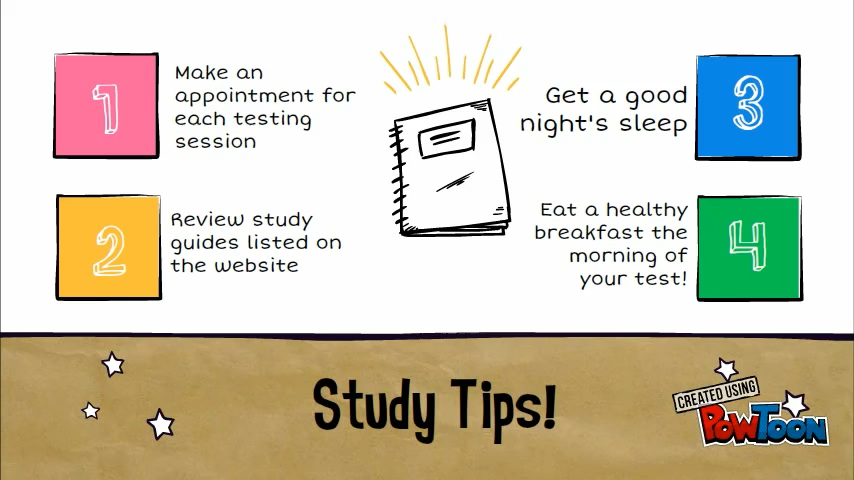 1
Make an
appointment for
each testing
session
2
Review study
guides listed on
the website
3
Get a good
night's sleep
4
Eat a healthy
breakfast the
morning of
your test!
Study Tips!
CREATED USING
POWTOON